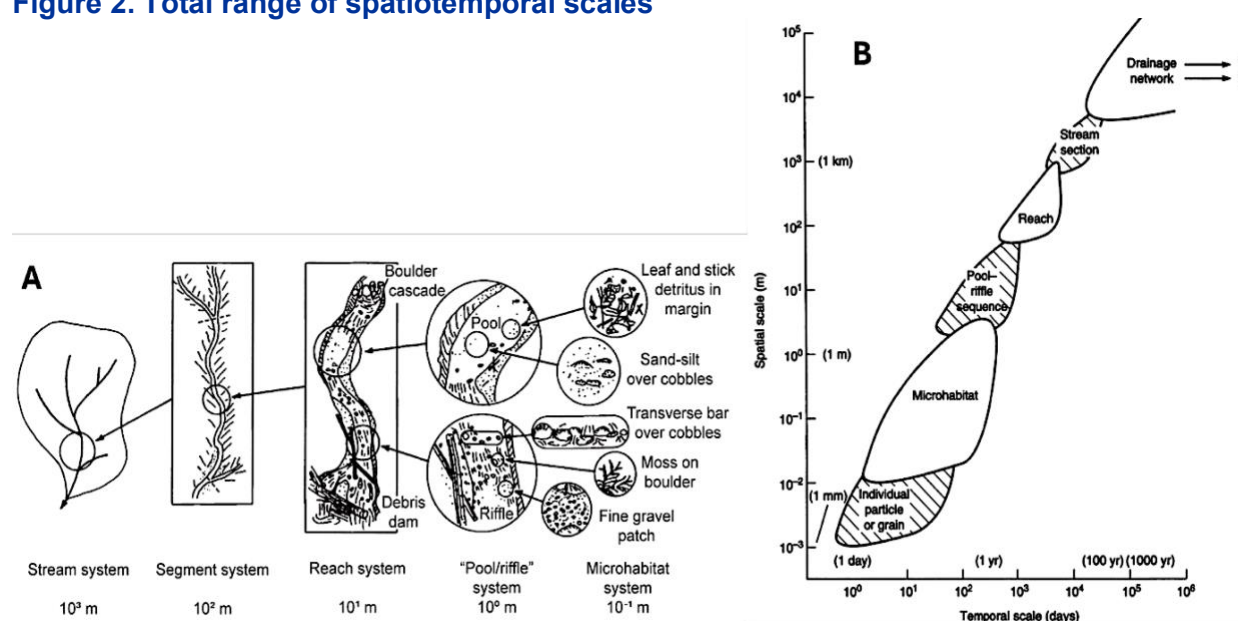 Figure 2. Total range of spatiotemporal scales
A
Boulder
cascade
Debris
dam
Pool
Riffle
Leaf and stick
detritus in
margin
Sand-silt
over cobbles
Transverse bar
over cobbles
Moss on
boulder
Fine gravel
patch
Stream system
10³ m
Segment system
10² m
Reach system
10¹ m
“Pool/riffle”
system
10⁰ m
Microhabitat
system
10⁻¹ m
B
Spatial scale (m)
10⁵
10⁴
10³ (1 km)
10²
10¹
10⁰ (1 m)
10⁻¹
10⁻²
(1 mm)
10⁻³
Drainage
network
Stream
section
Reach
Pool–
riffle
sequence
Microhabitat
Individual
particle
or grain
(1 day) (1 yr) (100 yr) (1000 yr)
10⁰ 10¹ 10² 10³ 10⁴ 10⁵ 10⁶
Temporal scale (days)